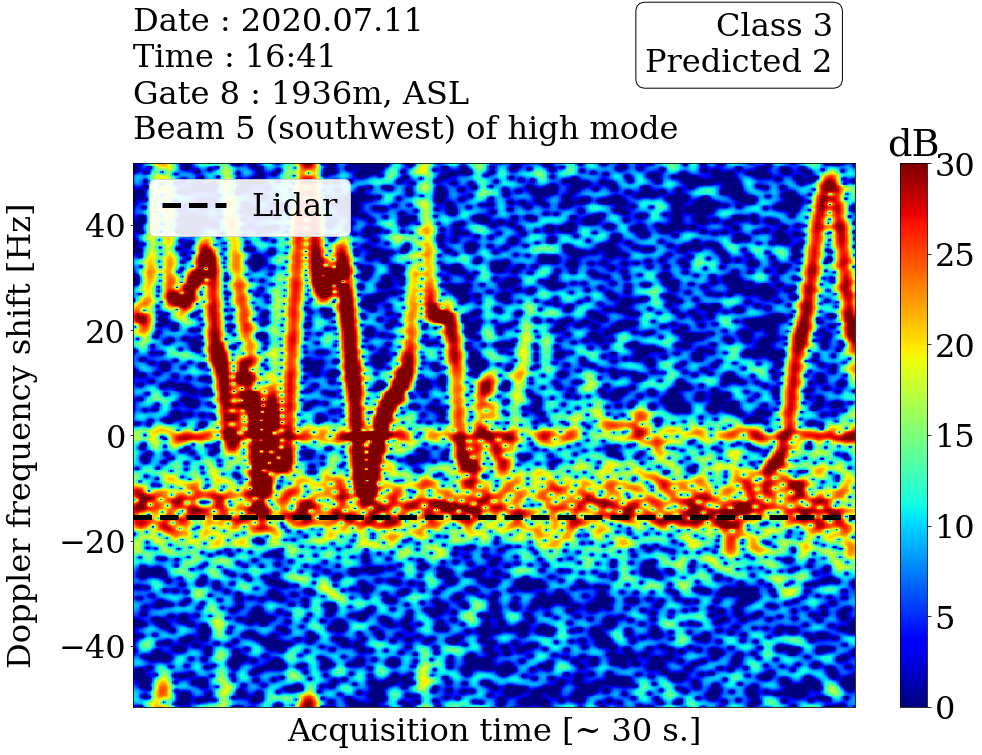 Date : 2020.07.11
Time : 16:41
Gate 8 : 1936m, ASL
Beam 5 (southwest) of high mode
Class 3
Predicted 2
dB
Lidar
Doppler frequency shift [Hz]
40
20
0
−20
−40
30
25
20
15
10
5
0
Acquisition time [~ 30 s.]